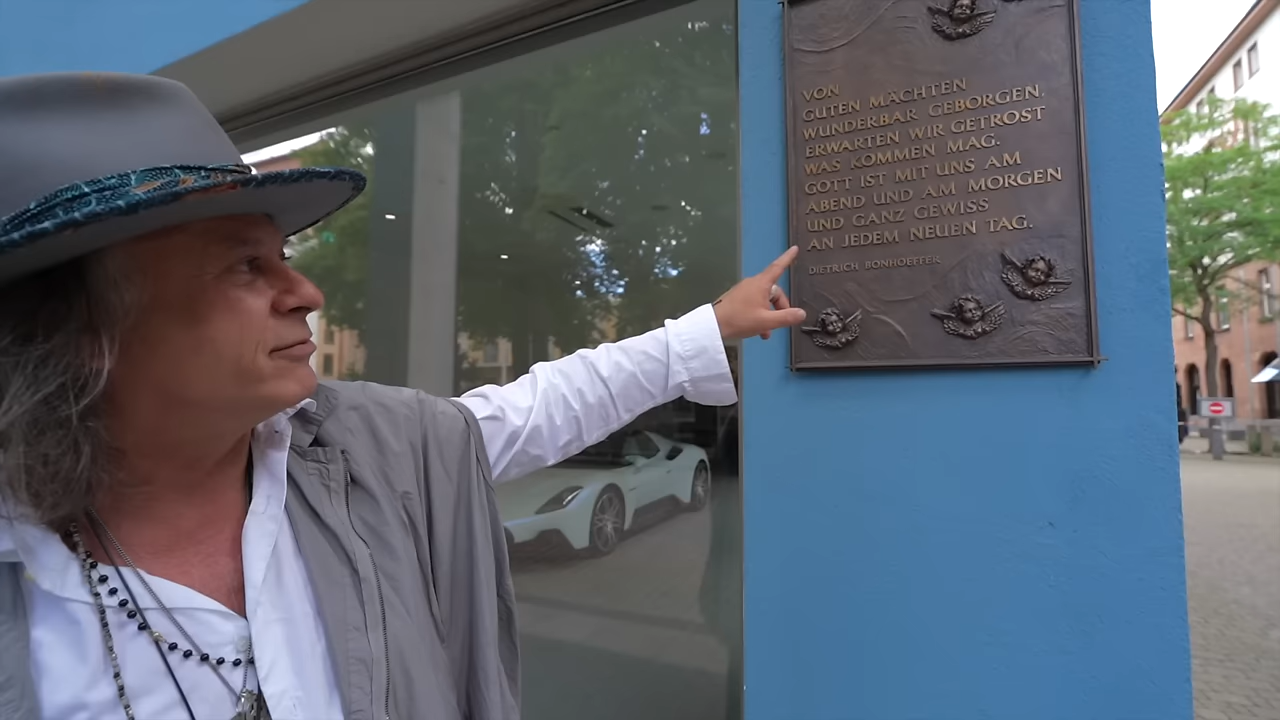 VON
GUTEN MÄCHTEN
WUNDERBAR GEBORGEN,
ERWARTEN WIR GETROST
WAS KOMMEN MAG.
GOTT IST MIT UNS AM
ABEND UND AM MORGEN
UND GANZ GEWISS
AN JEDEM NEUEN TAG.
DIETRICH BONHOEFFER